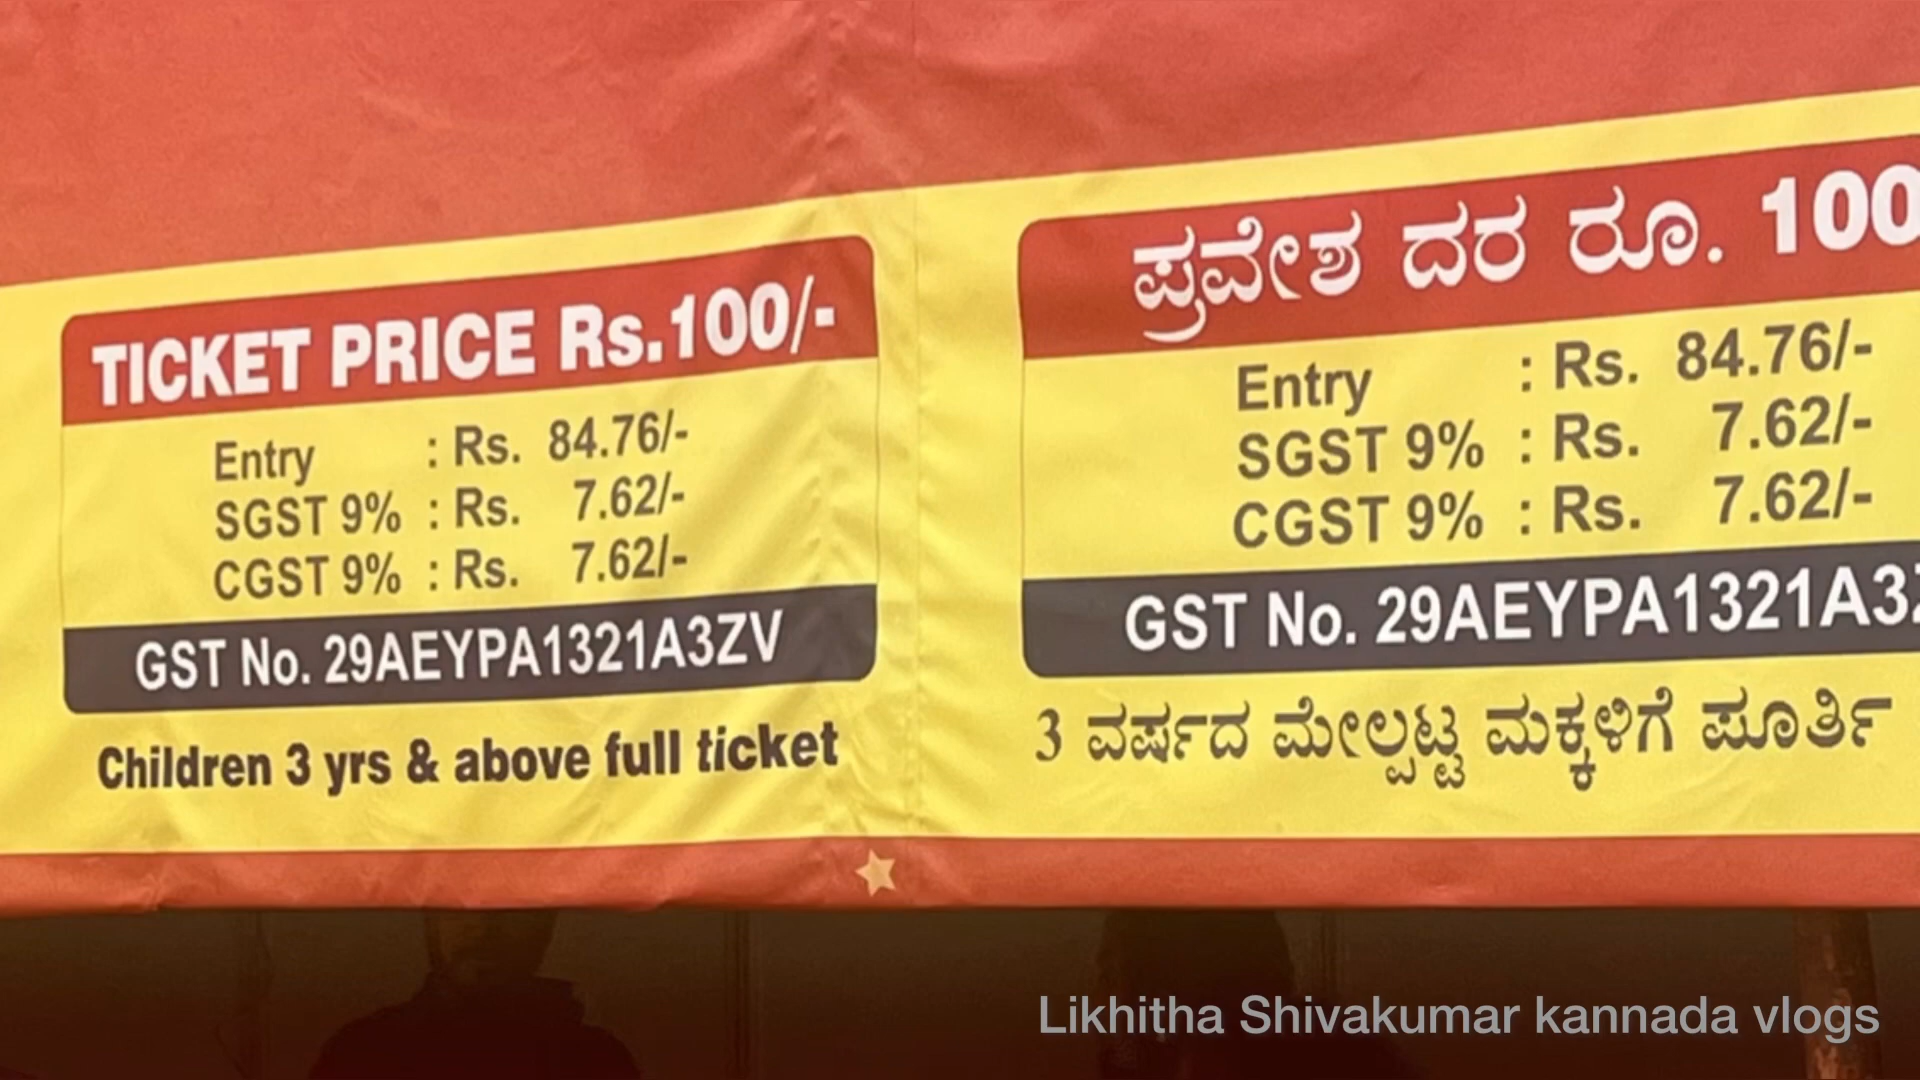 TICKET PRICE Rs.100/-
Entry : Rs. 84.76/-
SGST 9% : Rs. 7.62/-
CGST 9% : Rs. 7.62/-
GST No. 29AEYPA1321A3ZV
Children 3 yrs & above full ticket
ಪ್ರವೇಶ ದರ ರೂ. 100
Entry : Rs. 84.76/-
SGST 9% : Rs. 7.62/-
CGST 9% : Rs. 7.62/-
GST No. 29AEYPA1321A3
3 ವರ್ಷದ ಮೇಲ್ಪಟ್ಟ ಮಕ್ಕಳಿಗೆ ಪೂರ್ತಿ
Likhitha Shivakumar kannada vlogs